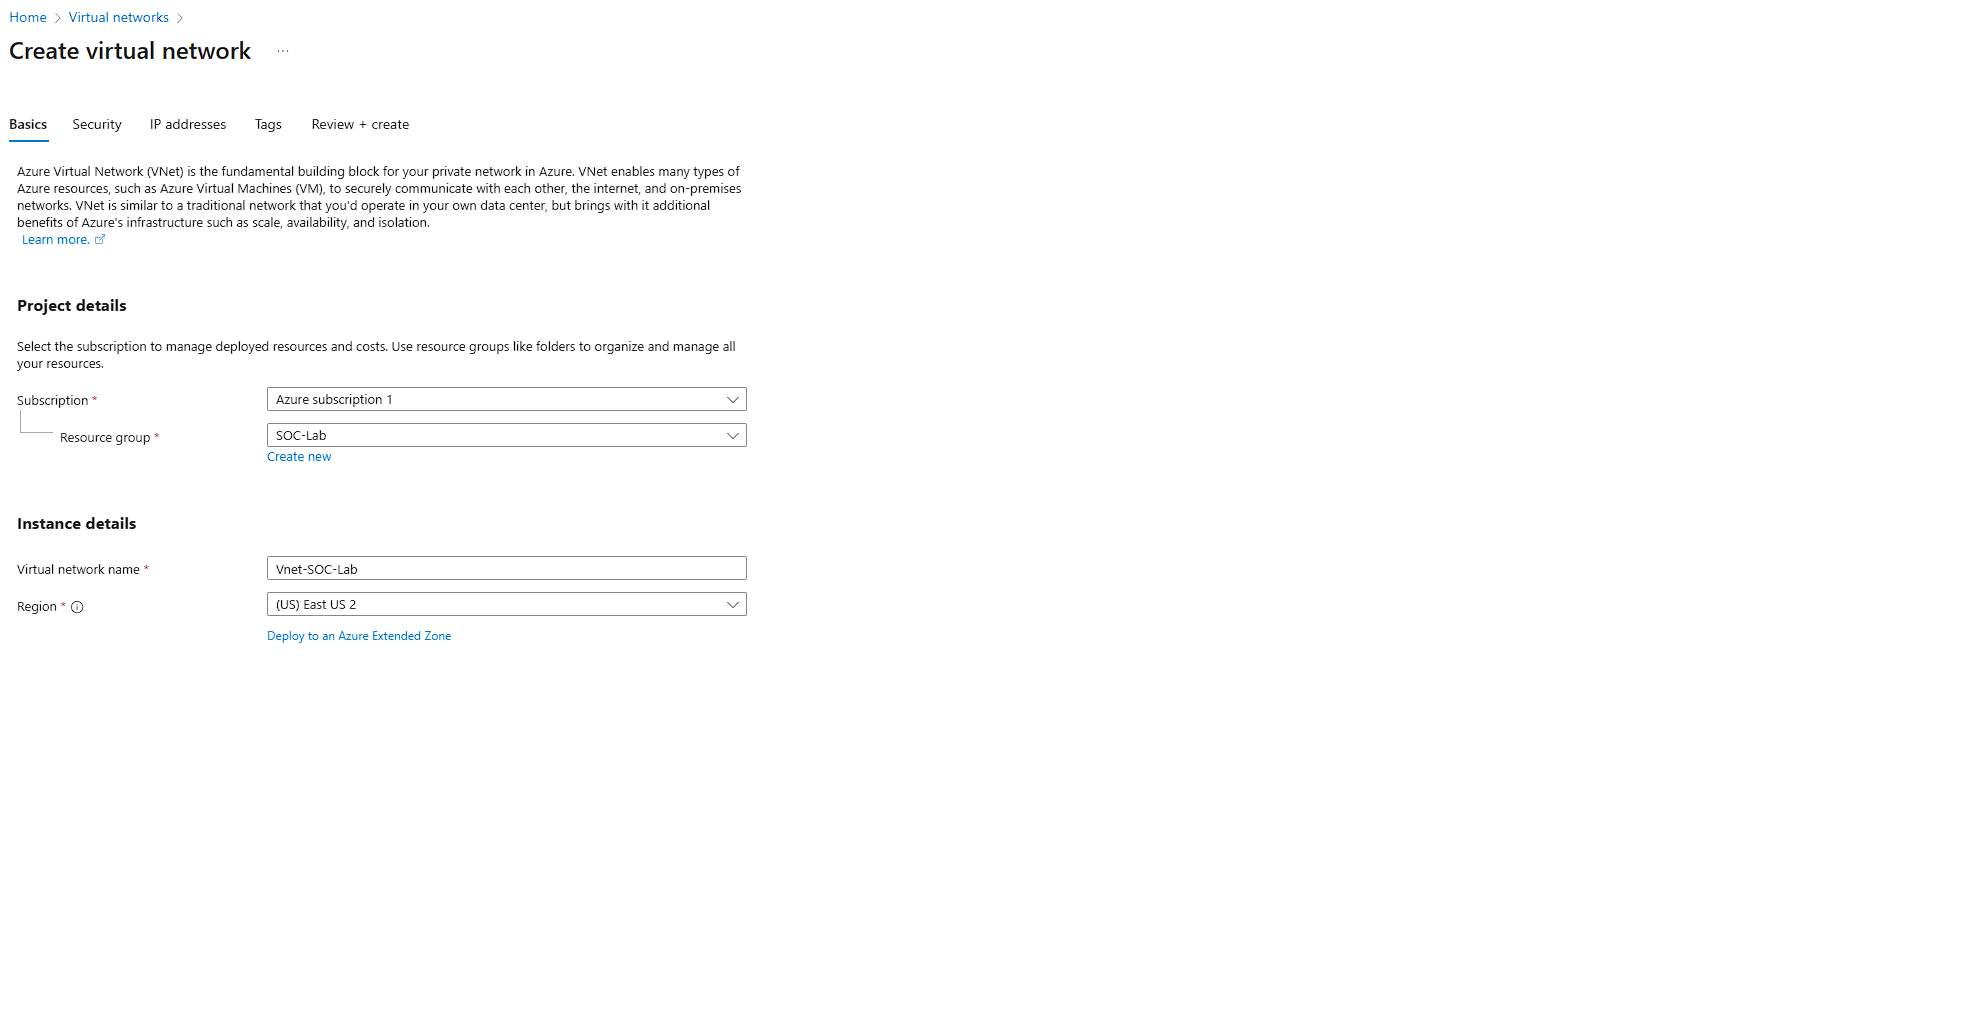 Home > Virtual networks >
Create virtual network ...
Basics Security IP addresses Tags Review + create
Azure Virtual Network (VNet) is the fundamental building block for your private network in Azure. VNet enables many types of
Azure resources, such as Azure Virtual Machines (VM), to securely communicate with each other, the internet, and on-premises
networks. VNet is similar to a traditional network that you'd operate in your own data center, but brings with it additional
benefits of Azure's infrastructure such as scale, availability, and isolation.
Learn more.
Project details
Select the subscription to manage deployed resources and costs. Use resource groups like folders to organize and manage all
your resources.
Subscription * Azure subscription 1
Resource group * SOC-Lab
Create new
Instance details
Virtual network name * Vnet-SOC-Lab
Region * (US) East US 2
Deploy to an Azure Extended Zone